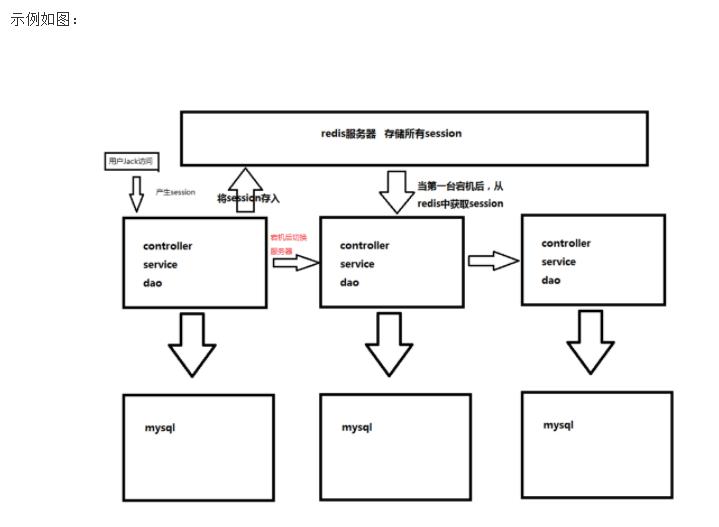 示例如图：
redis服务器 存储所有session
用户Jack访问
产生session
将session存入
当第一台宕机后，从
redis中获取session
宕机后切换
服务器
controller
service
dao
controller
service
dao
controller
service
dao
mysql
mysql
mysql